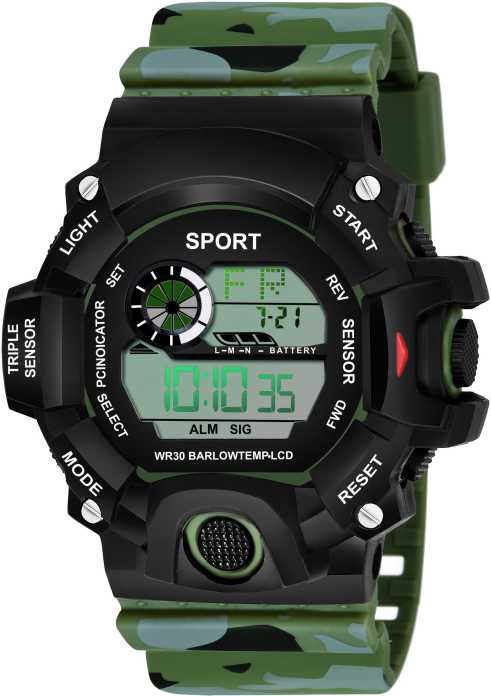 SPORT
LIGHT
START
SET
REV
FR
7-21
TRIPLE
SENSOR
PCINOICATOR
SENSOR
L-M-N- BATTERY
10:10 35
SELECT
FWD
ALM SIG
WR30 BARLOWTEMP-LCD
MODE
RESET